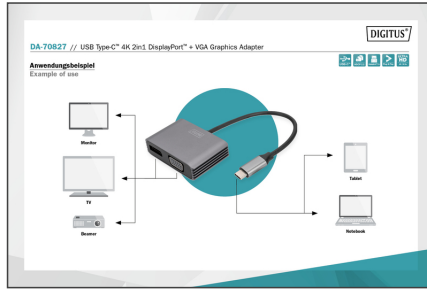 DIGITUS®
DA-70827 // USB Type-C™ 4K 2in1 DisplayPort™ + VGA Graphics Adapter
Anwendungsbeispiel
Example of use
Monitor
TV
Beamer
Tablet
Notebook